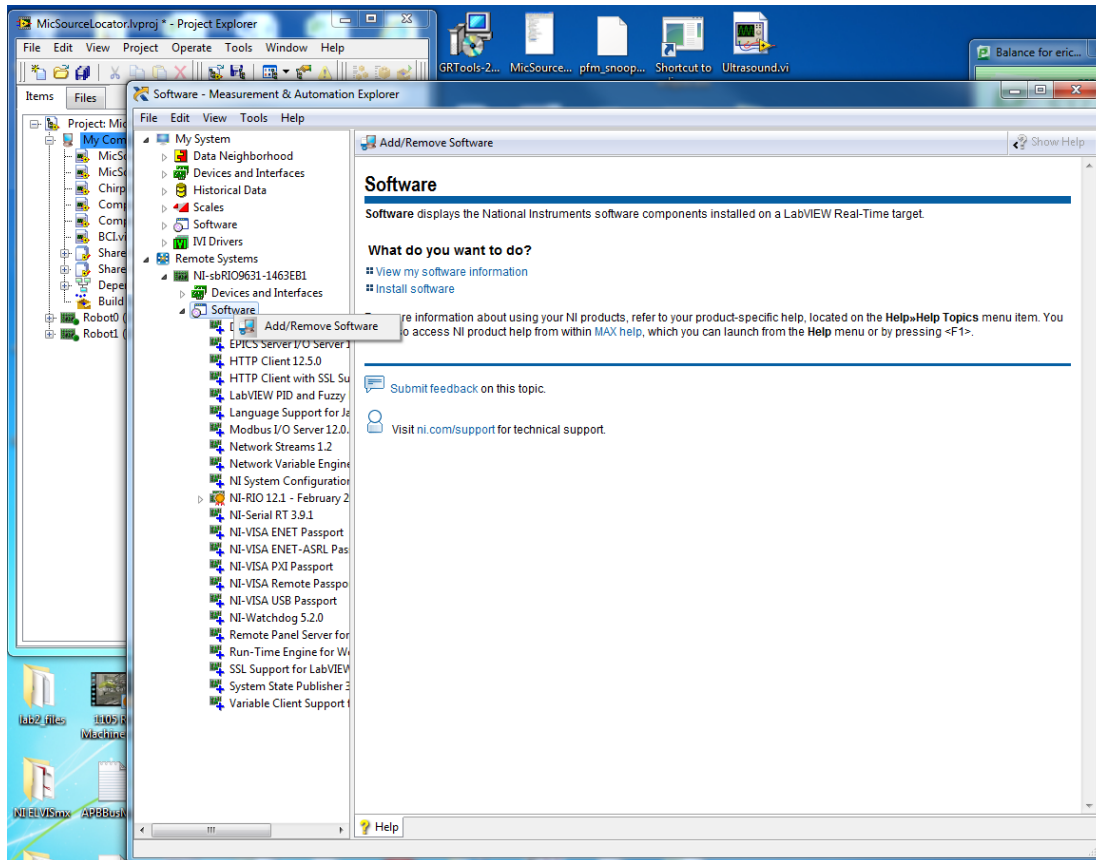 MicSourceLocator.lvproj * - Project Explorer
File Edit View Project Operate Tools Window Help
Items Files
Project: Mic
My Com
MicS
MicS
Chirp
Comp
Comp
BCI.vi
Share
Share
Depe
Build
Robot0 (
Robot1 (
GRTools-2... MicSource... pfm_snoop... Shortcut to Ultrasound.vi
Balance for eric...
Software - Measurement & Automation Explorer
File Edit View Tools Help
My System
Data Neighborhood
Devices and Interfaces
Historical Data
Scales
Software
IVI Drivers
Remote Systems
NI-sbRIO9631-1463EB1
Devices and Interfaces
Software
Add/Remove Software
EPICS Server I/O Server 1
HTTP Client 12.5.0
HTTP Client with SSL Su
LabVIEW PID and Fuzzy
Language Support for Ja
Modbus I/O Server 12.0.
Network Streams 1.2
Network Variable Engine
NI System Configuration
NI-RIO 12.1 - February 2
NI-Serial RT 3.9.1
NI-VISA ENET Passport
NI-VISA ENET-ASRL Pas
NI-VISA PXI Passport
NI-VISA Remote Passpo
NI-VISA USB Passport
NI-Watchdog 5.2.0
Remote Panel Server for
Run-Time Engine for We
SSL Support for LabVIEW
System State Publisher 3
Variable Client Support f
Add/Remove Software
Show Help
Software
Software displays the National Instruments software components installed on a LabVIEW Real-Time target.
What do you want to do?
View my software information
Install software
re information about using your NI products, refer to your product-specific help, located on the Help»Help Topics menu item. You
so access NI product help from within MAX help, which you can launch from the Help menu or by pressing <F1>.
Submit feedback on this topic.
Visit ni.com/support for technical support.
Help
lab2_files 1105 R
Machine
NI ELVISmx APBBusM